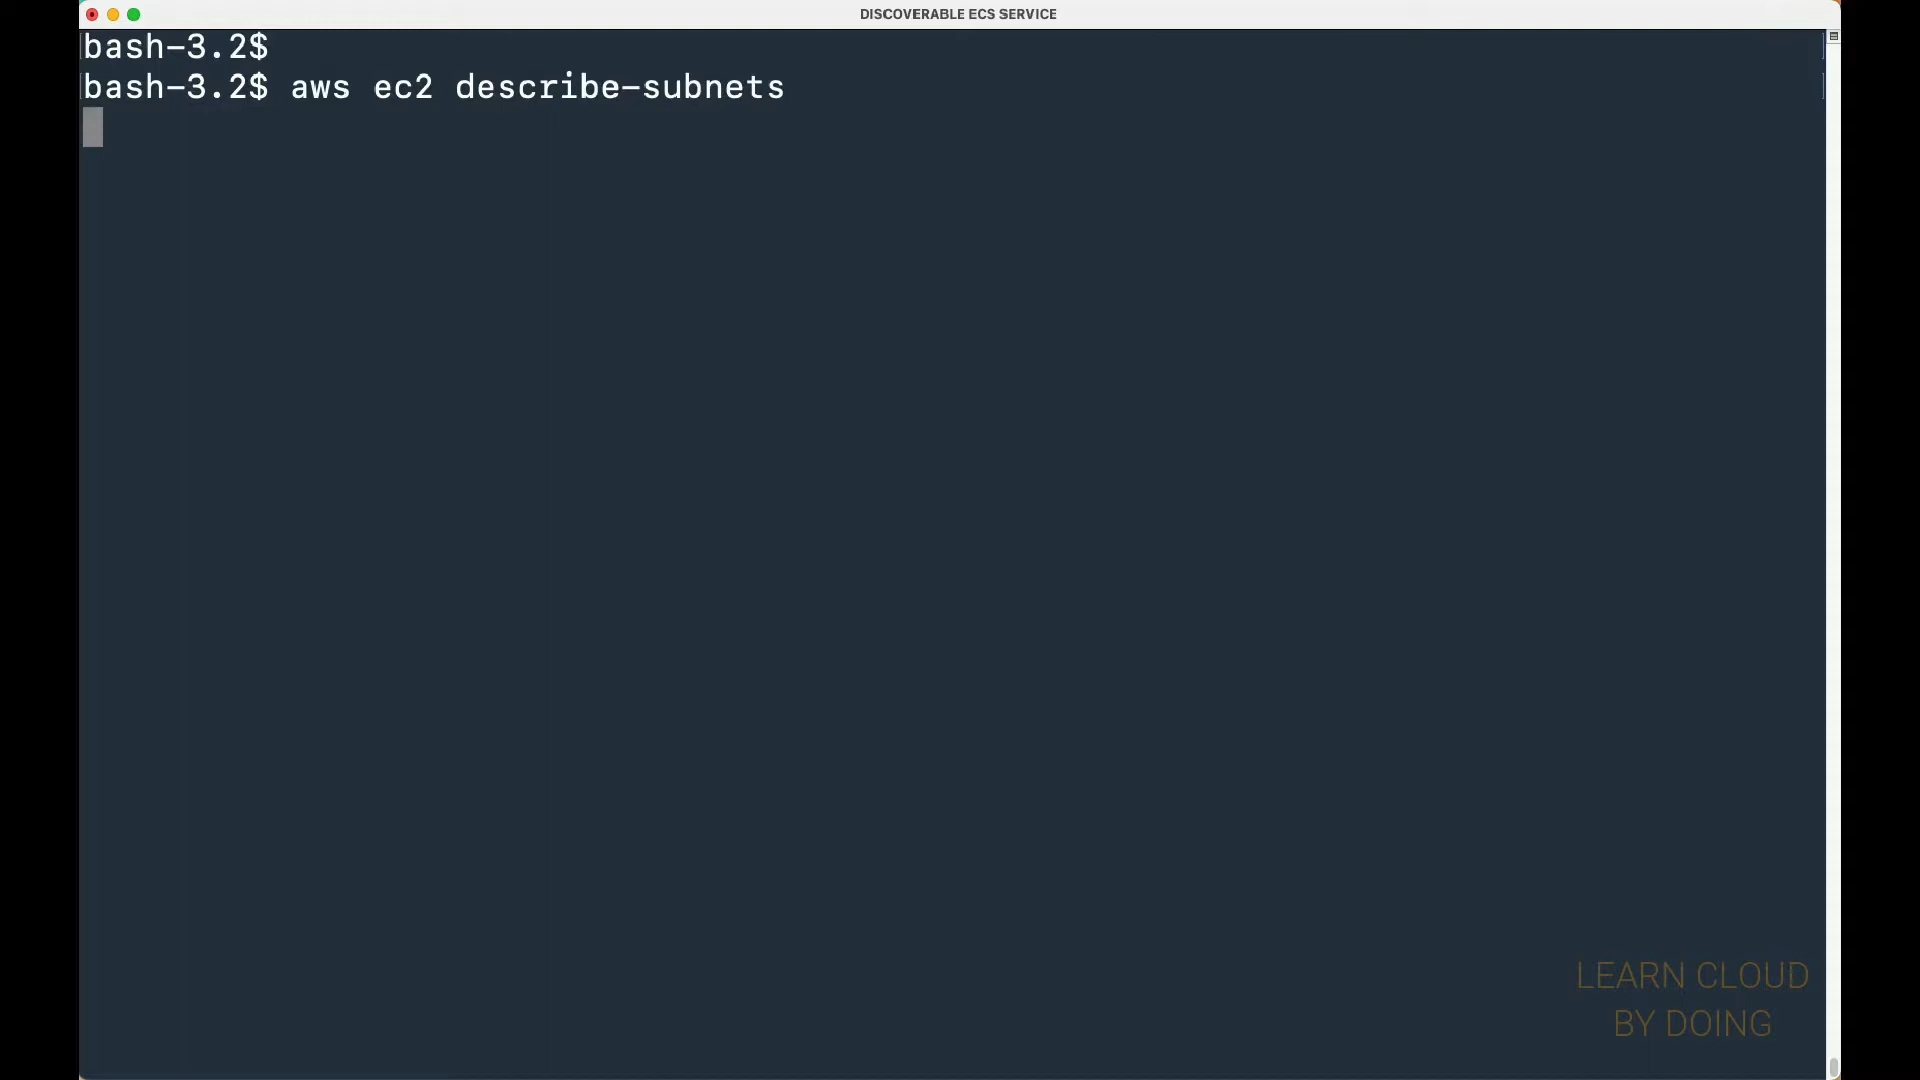 DISCOVERABLE ECS SERVICE
bash-3.2$
bash-3.2$ aws ec2 describe-subnets
LEARN CLOUD
BY DOING